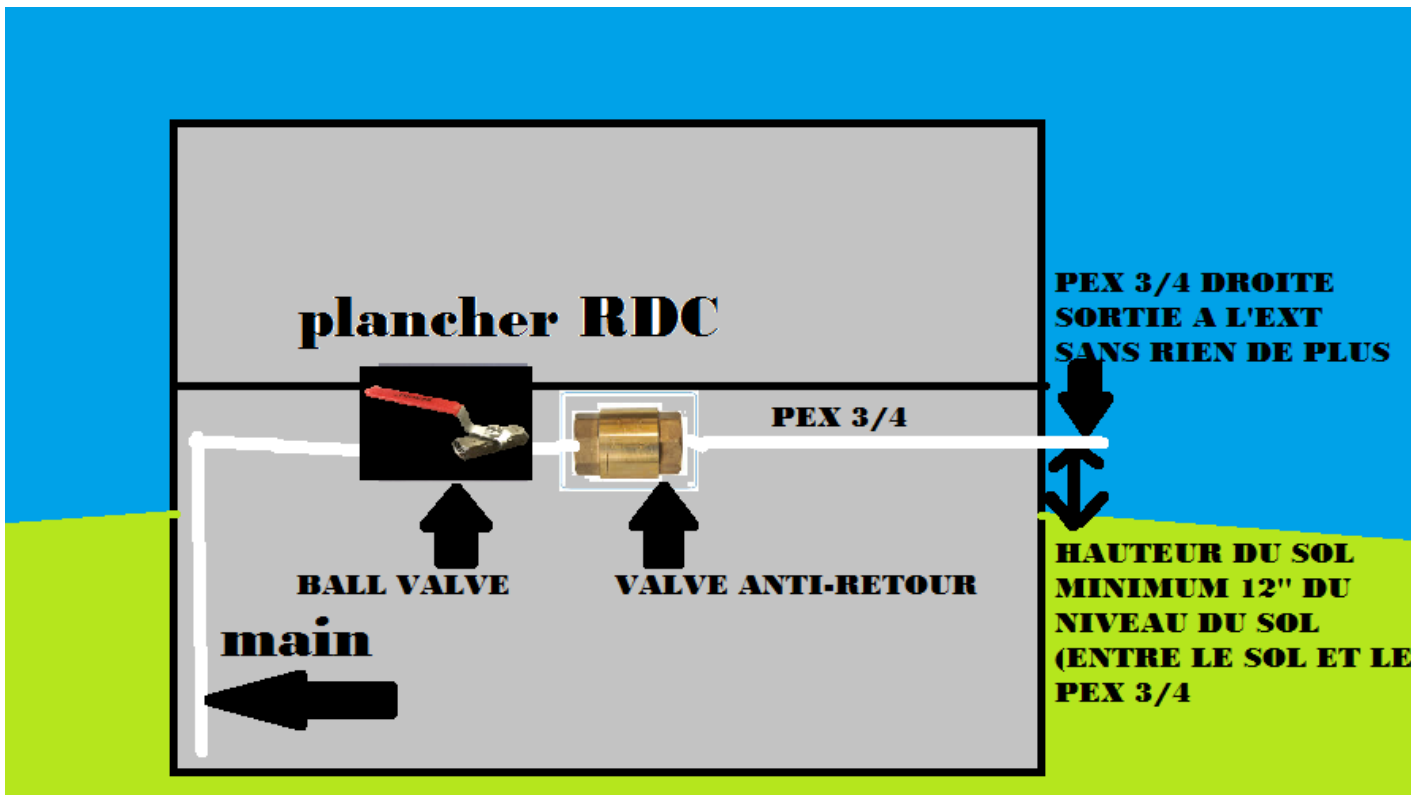 plancher RDC
PEX 3/4 DROITE
SORTIE A L'EXT
SANS RIEN DE PLUS
PEX 3/4
BALL VALVE
VALVE ANTI-RETOUR
main
HAUTEUR DU SOL
MINIMUM 12" DU
NIVEAU DU SOL
(ENTRE LE SOL ET LE
PEX 3/4